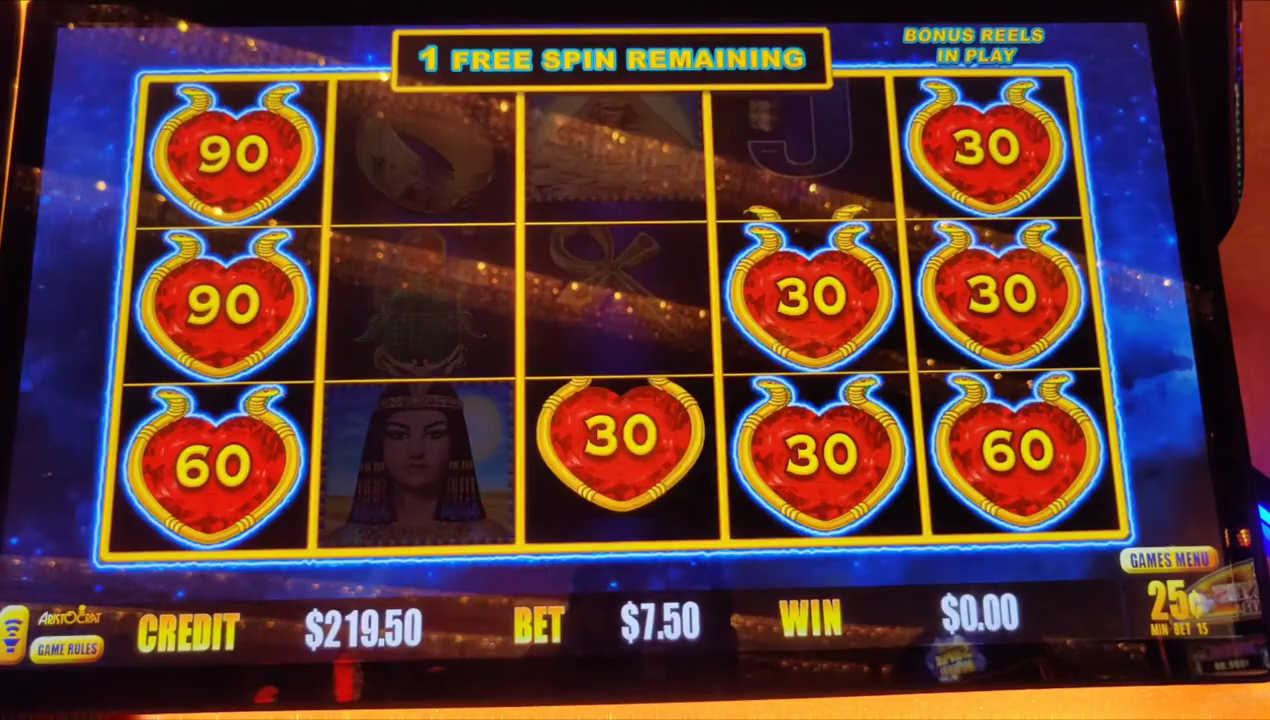 1 FREE SPIN REMAINING
BONUS REELS
IN PLAY
90
J
30
90
30
30
60
30
30
60
GAMES MENU
ARISTOCRAT
GAME RULES
CREDIT $219.50 BET $7.50 WIN $0.00
25¢
MIN BET 15